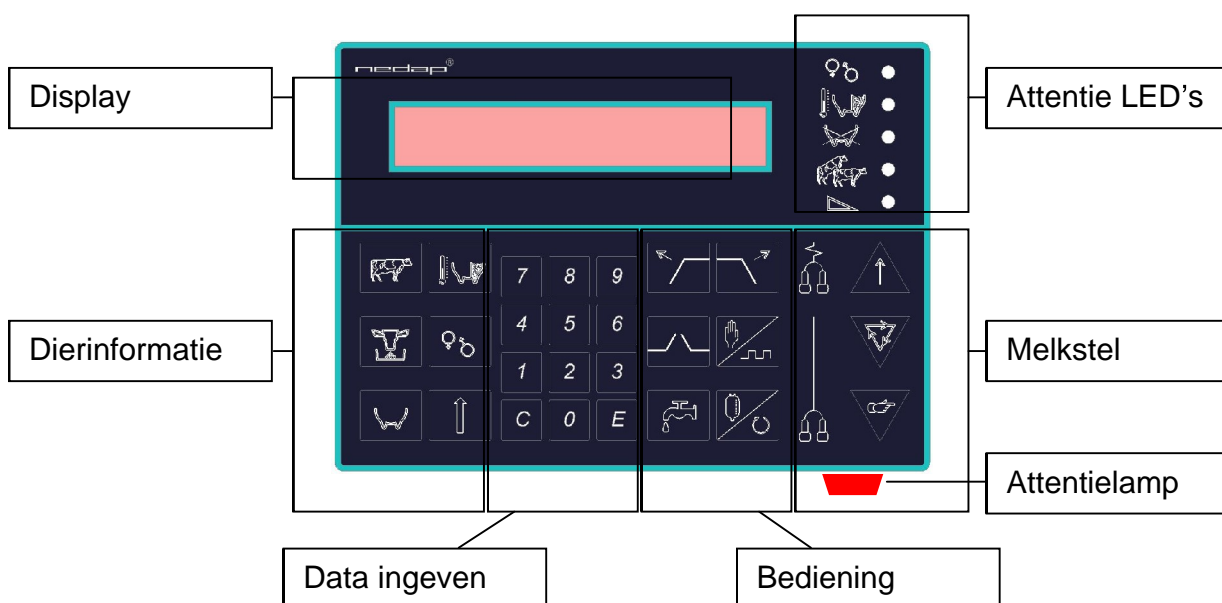 nedap®
Display
Attentie LED's
Dierinformatie
7 8 9
4 5 6
1 2 3
C 0 E
Melkstel
Attentielamp
Data ingeven
Bediening